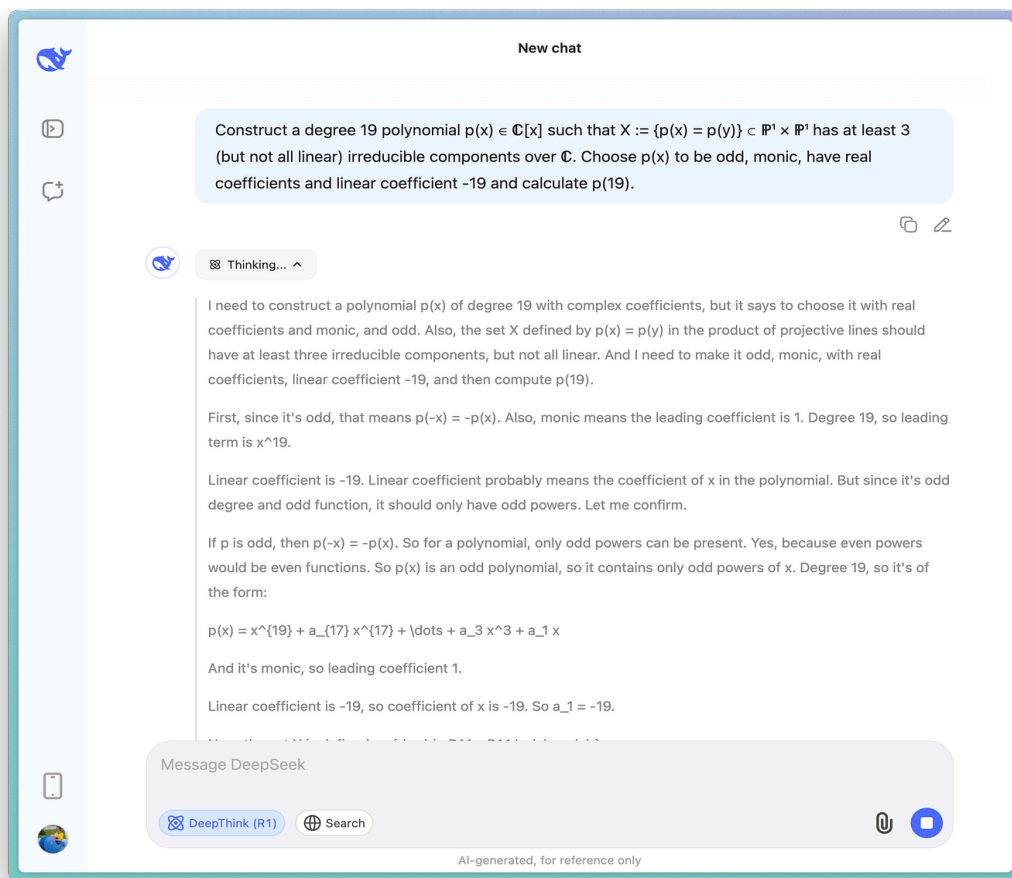 New chat
Construct a degree 19 polynomial p(x) ∈ ℂ[x] such that X := {p(x) = p(y)} ⊂ ℙ¹ × ℙ¹ has at least 3
(but not all linear) irreducible components over ℂ. Choose p(x) to be odd, monic, have real
coefficients and linear coefficient -19 and calculate p(19).
Thinking...
I need to construct a polynomial p(x) of degree 19 with complex coefficients, but it says to choose it with real
coefficients and monic, and odd. Also, the set X defined by p(x) = p(y) in the product of projective lines should
have at least three irreducible components, but not all linear. And I need to make it odd, monic, with real
coefficients, linear coefficient -19, and then compute p(19).
First, since it's odd, that means p(-x) = -p(x). Also, monic means the leading coefficient is 1. Degree 19, so leading
term is x^19.
Linear coefficient is -19. Linear coefficient probably means the coefficient of x in the polynomial. But since it's odd
degree and odd function, it should only have odd powers. Let me confirm.
If p is odd, then p(-x) = -p(x). So for a polynomial, only odd powers can be present. Yes, because even powers
would be even functions. So p(x) is an odd polynomial, so it contains only odd powers of x. Degree 19, so it's of
the form:
p(x) = x^{19} + a_{17} x^{17} + \dots + a_3 x^3 + a_1 x
And it's monic, so leading coefficient 1.
Linear coefficient is -19, so coefficient of x is -19. So a_1 = -19.
Message DeepSeek
DeepThink (R1)
Search
AI-generated, for reference only